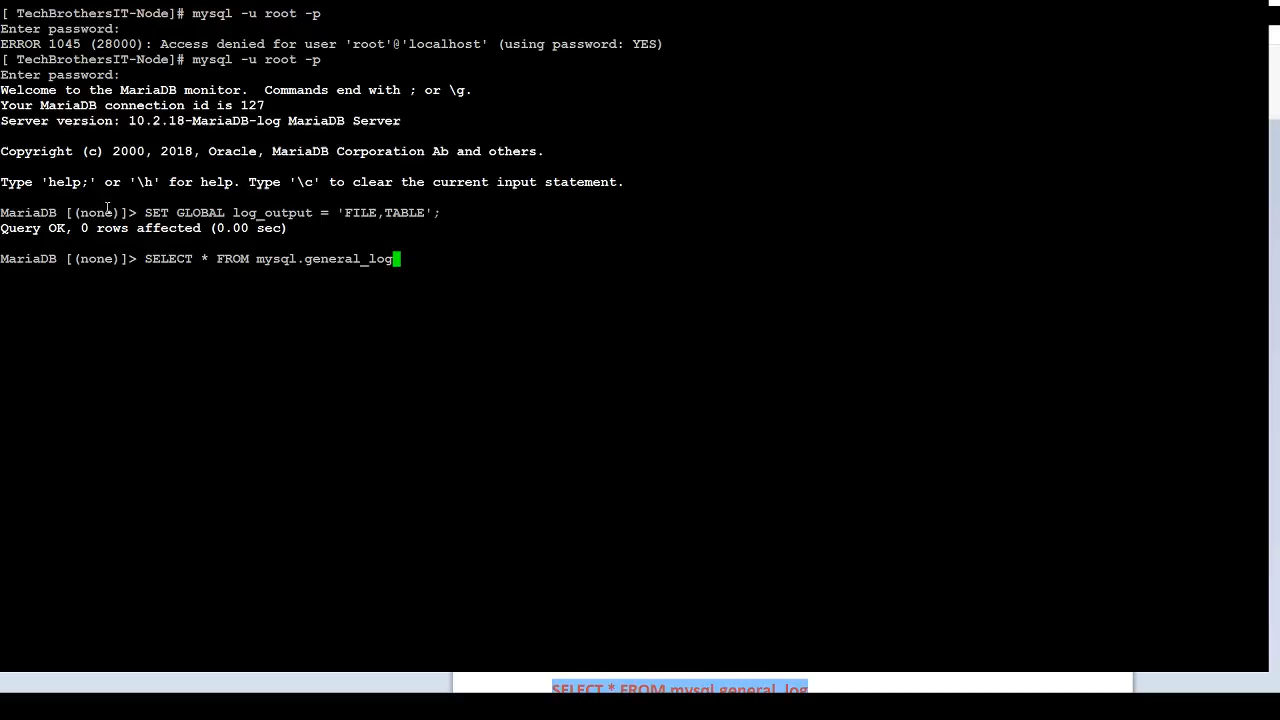 [ TechBrothersIT-Node]# mysql -u root -p
Enter password:
ERROR 1045 (28000): Access denied for user 'root'@'localhost' (using password: YES)
[ TechBrothersIT-Node]# mysql -u root -p
Enter password:
Welcome to the MariaDB monitor.  Commands end with ; or \g.
Your MariaDB connection id is 127
Server version: 10.2.18-MariaDB-log MariaDB Server
Copyright (c) 2000, 2018, Oracle, MariaDB Corporation Ab and others.
Type 'help;' or '\h' for help. Type '\c' to clear the current input statement.
MariaDB [(none)]> SET GLOBAL log_output = 'FILE,TABLE';
Query OK, 0 rows affected (0.00 sec)
MariaDB [(none)]> SELECT * FROM mysql.general_log
SELECT * FROM mysql.general_log